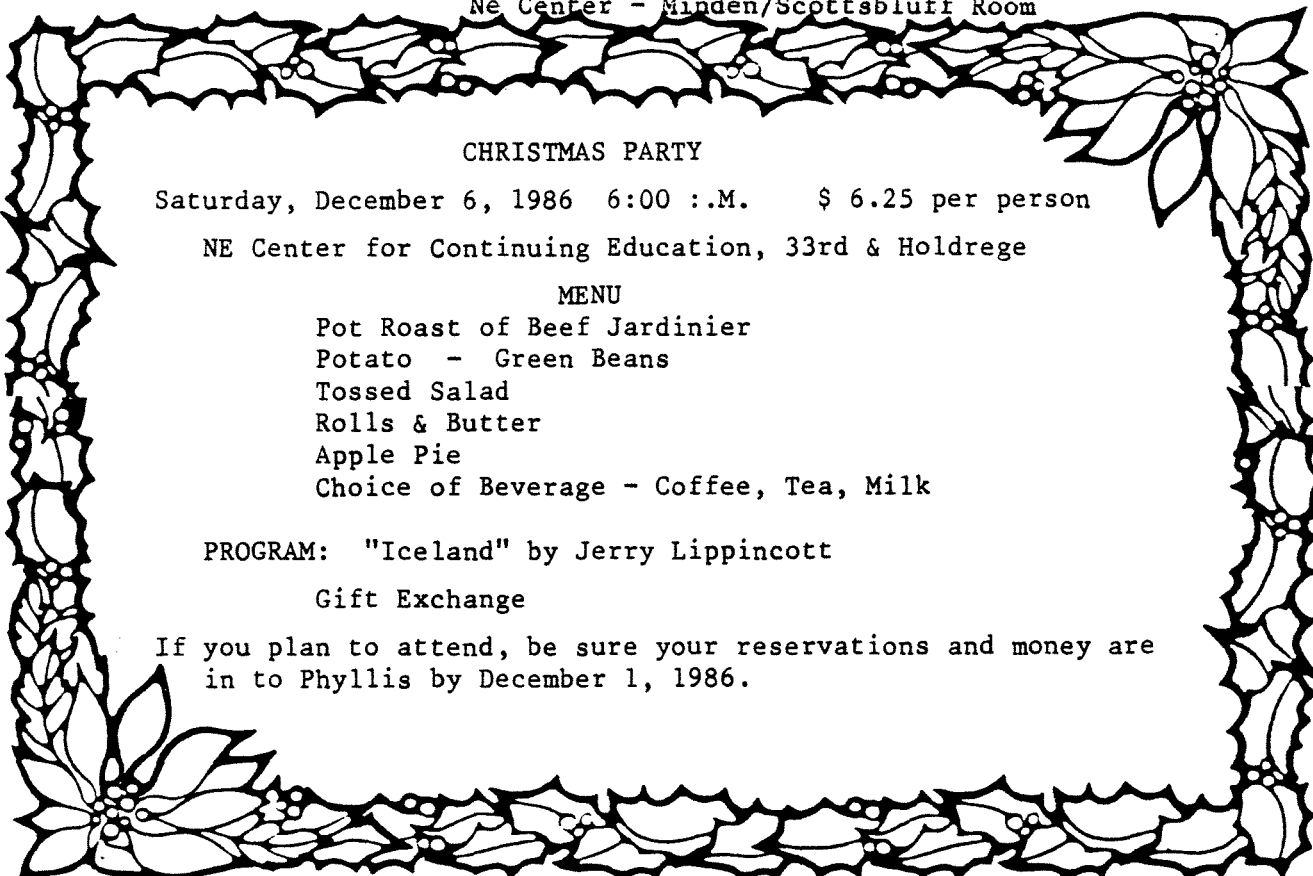 Ne Center - Minden/Scottsbluff Room
CHRISTMAS PARTY
Saturday, December 6, 1986 6:00 :.M. $ 6.25 per person
NE Center for Continuing Education, 33rd & Holdrege
MENU
Pot Roast of Beef Jardinier
Potato - Green Beans
Tossed Salad
Rolls & Butter
Apple Pie
Choice of Beverage - Coffee, Tea, Milk
PROGRAM: "Iceland" by Jerry Lippincott
Gift Exchange
If you plan to attend, be sure your reservations and money are
in to Phyllis by December 1, 1986.